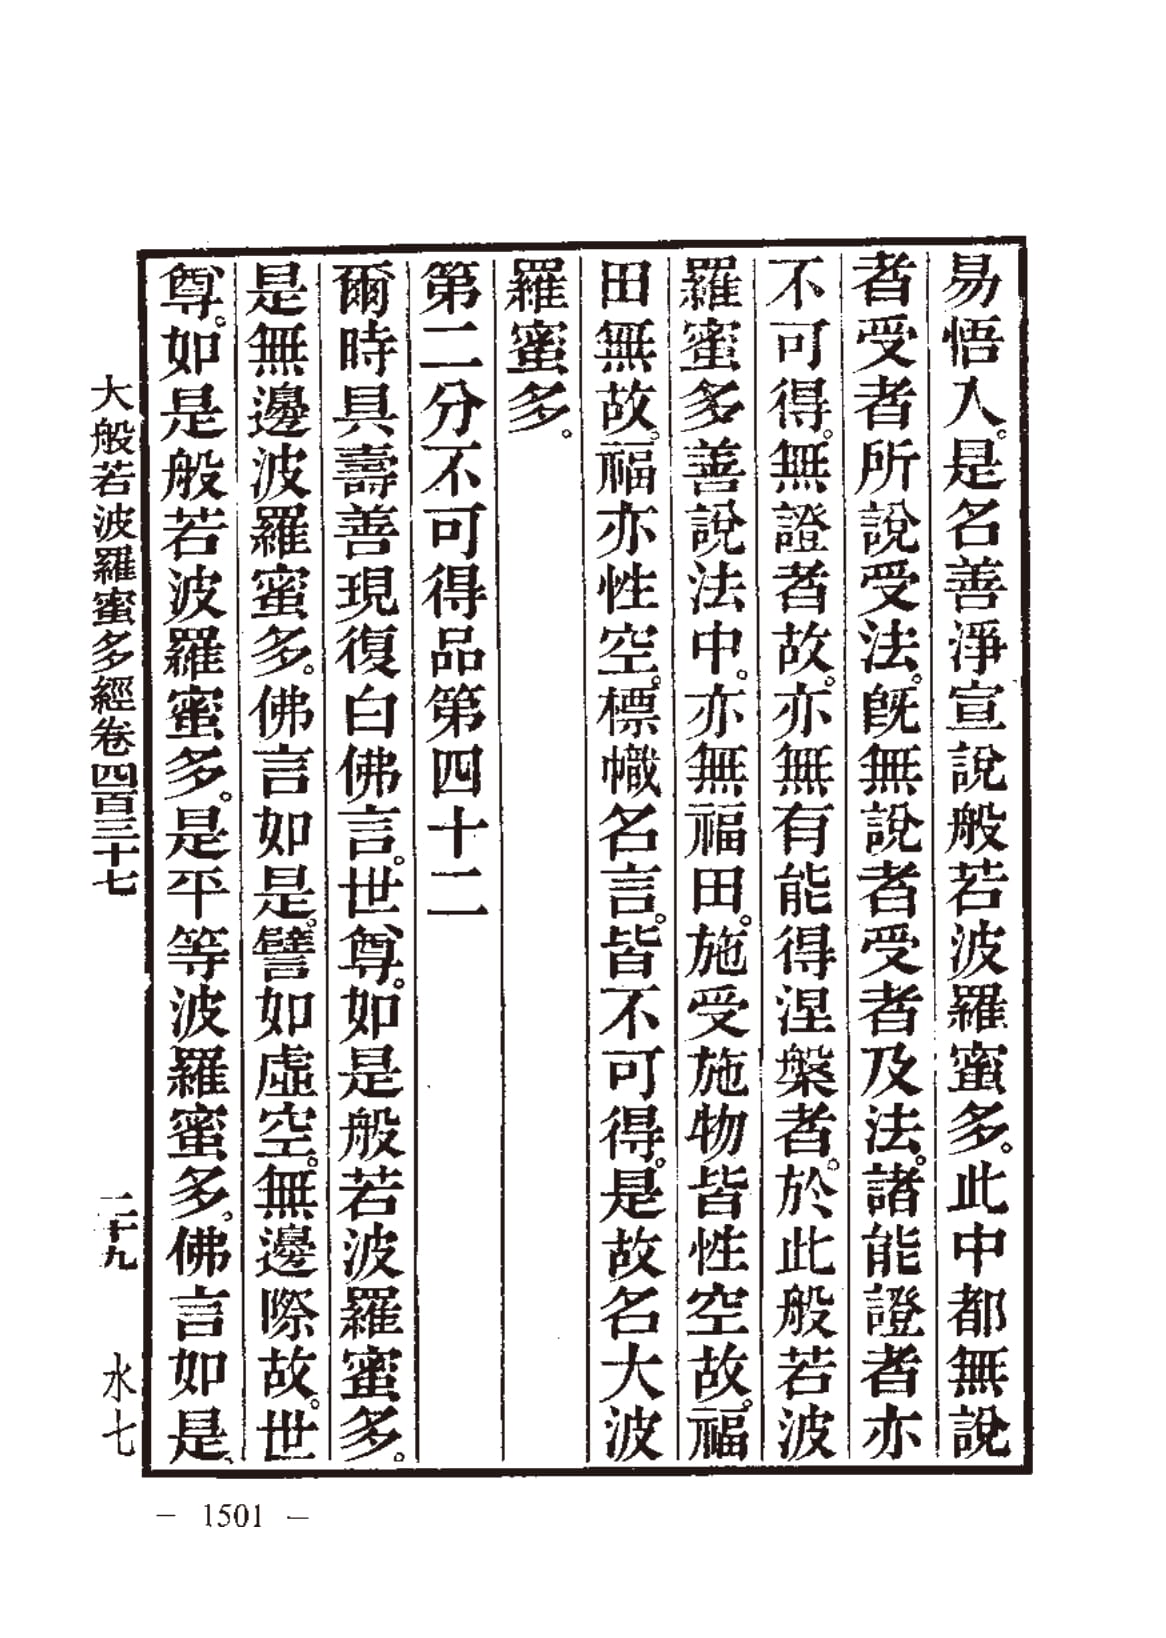 易悟入。是名善淨宣說般若波羅蜜多。此中都無說
者受者所說受法。旣無說者受者及法。諸能證者亦
不可得。無證者故。亦無有能得涅槃者。於此般若波
羅蜜多善說法中。亦無福田。施受施物皆性空故。福
田無故。福亦性空。標幟名言。皆不可得。是故名大波
羅蜜多。
第二分不可得品第四十二
爾時具壽善現復白佛言。世尊。如是般若波羅蜜多。
是無邊波羅蜜多。佛言如是。譬如虛空。無邊際故。世
尊。如是般若波羅蜜多。是平等波羅蜜多。佛言如是、
大般若波羅蜜多經卷四百三十七 二十九 水七
— 1501 —